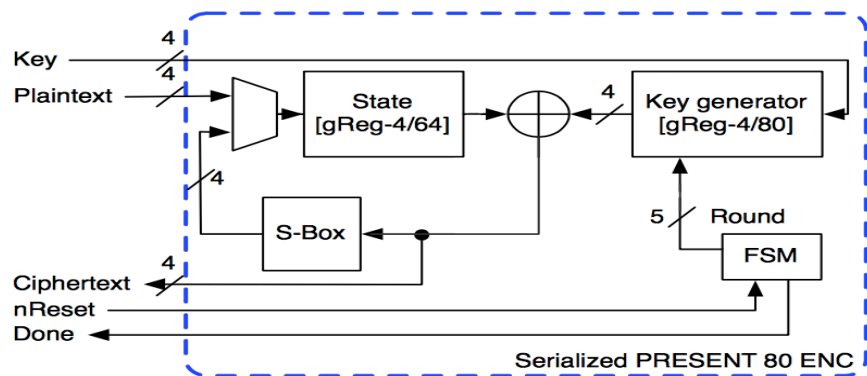 4
Key
4
Plaintext
State
[gReg-4/64]
4
Key generator
[gReg-4/80]
4
S-Box
5 Round
FSM
4
Ciphertext
nReset
Done
Serialized PRESENT 80 ENC